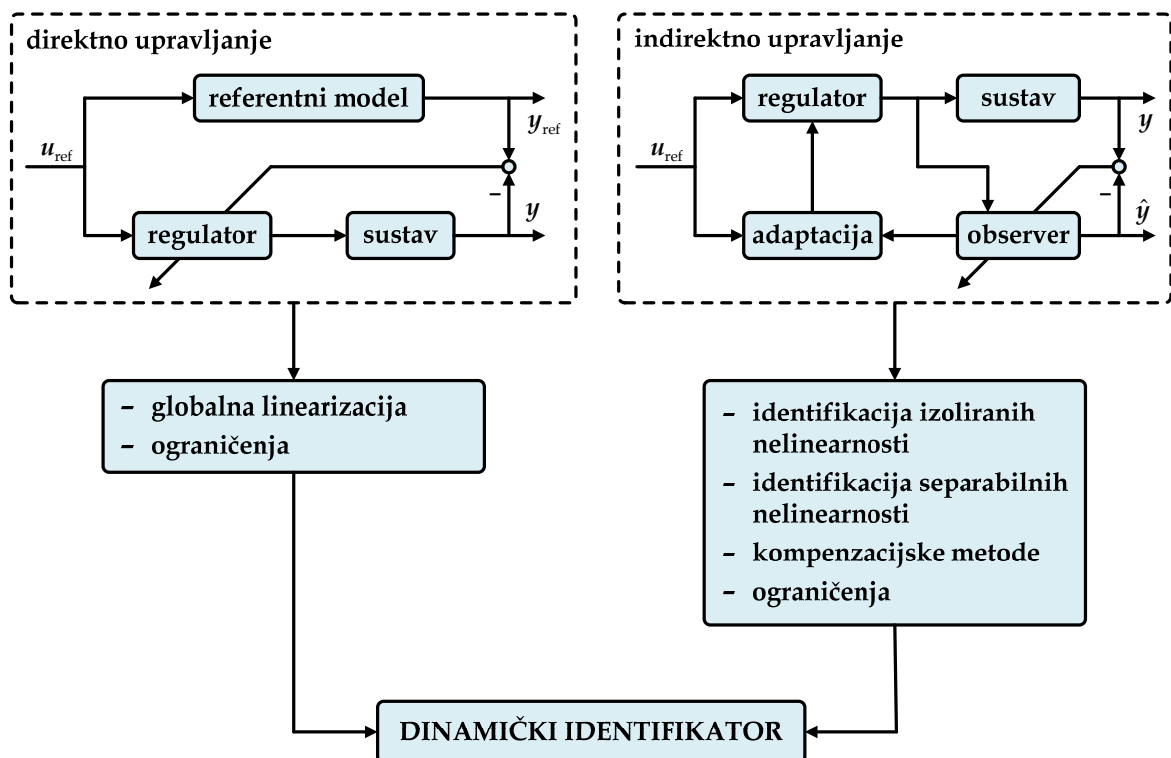 direktno upravljanje
referentni model
y_ref
u_ref
–
y
regulator
sustav
indirektno upravljanje
regulator
sustav
y
u_ref
–
ŷ
adaptacija
observer
– globalna linearizacija
– ograničenja
– identifikacija izoliranih
nelinearnosti
– identifikacija separabilnih
nelinearnosti
– kompenzacijske metode
– ograničenja
DINAMIČKI IDENTIFIKATOR